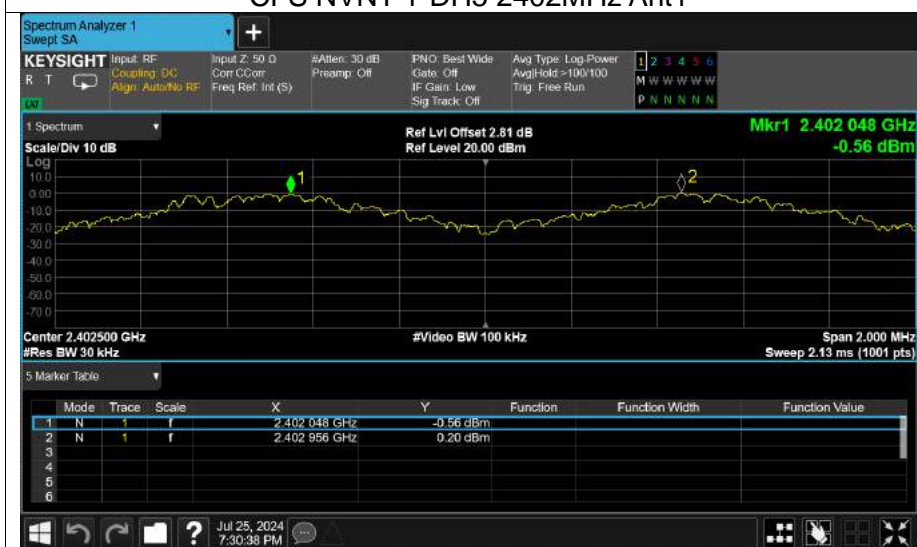 Spectrum Analyzer 1
Swept SA
+
KEYSIGHT
R T
Input: RF
Coupling: DC
Align: Auto/No RF
Input Z: 50 Ω
Corr CCorr
Freq Ref: Int (S)
#Atten: 30 dB
Preamp: Off
PNO: Best Wide
Gate: Off
IF Gain: Low
Sig Track: Off
Avg Type: Log-Power
Avg|Hold:>100/100
Trig: Free Run
1 2 3 4 5 6
M W W W W W
P N N N N N
1 Spectrum
Scale/Div 10 dB
Ref Lvl Offset 2.81 dB
Ref Level 20.00 dBm
Mkr1 2.402 048 GHz
-0.56 dBm
Log
10.0
0.00
-10.0
-20.0
-30.0
-40.0
-50.0
-60.0
-70.0
1
2
Center 2.402500 GHz
#Res BW 30 kHz
#Video BW 100 kHz
Span 2.000 MHz
Sweep 2.13 ms (1001 pts)
5 Marker Table
Mode Trace Scale X Y Function Function Width Function Value
1 N 1 f 2.402 048 GHz -0.56 dBm
2 N 1 f 2.402 956 GHz 0.20 dBm
3
4
5
6
?
Jul 25, 2024
7:30:38 PM